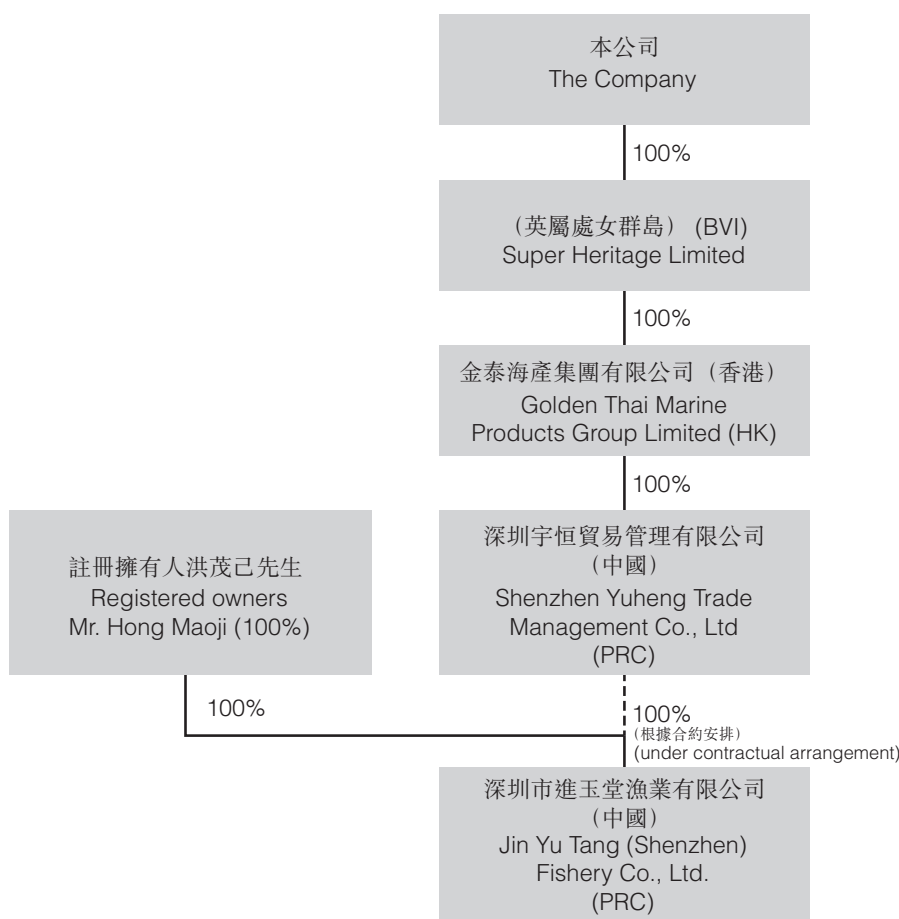 本公司
The Company
100%
（英屬處女群島） (BVI)
Super Heritage Limited
100%
金泰海產集團有限公司（香港）
Golden Thai Marine
Products Group Limited (HK)
100%
註冊擁有人洪茂己先生
Registered owners
Mr. Hong Maoji (100%)
深圳宇恒貿易管理有限公司
（中國）
Shenzhen Yuheng Trade
Management Co., Ltd
(PRC)
100%
100%
（根據合約安排）
(under contractual arrangement)
深圳市進玉堂漁業有限公司
（中國）
Jin Yu Tang (Shenzhen)
Fishery Co., Ltd.
(PRC)